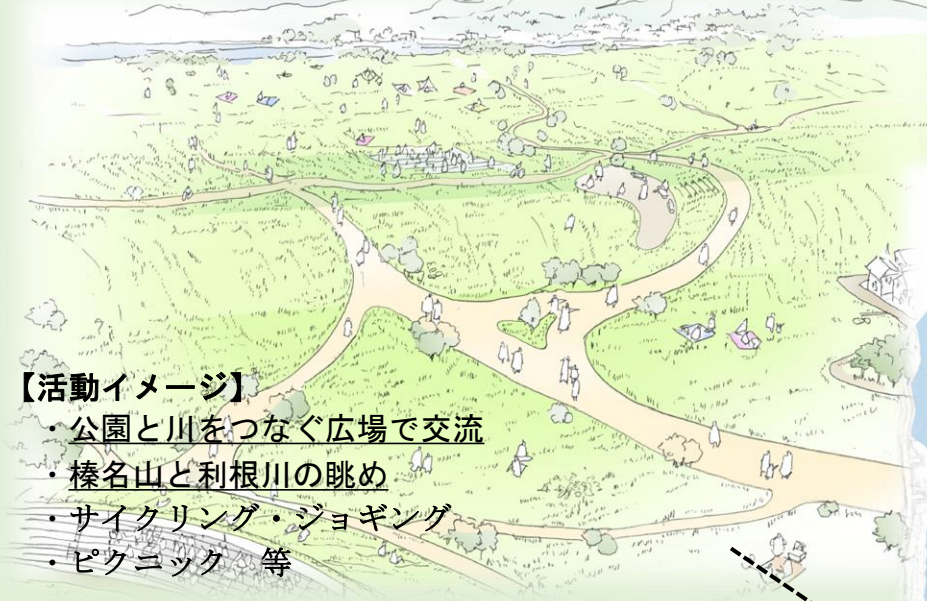 【活動イメージ】
・公園と川をつなぐ広場で交流
・榛名山と利根川の眺め
・サイクリング・ジョギング
・ピクニック　等